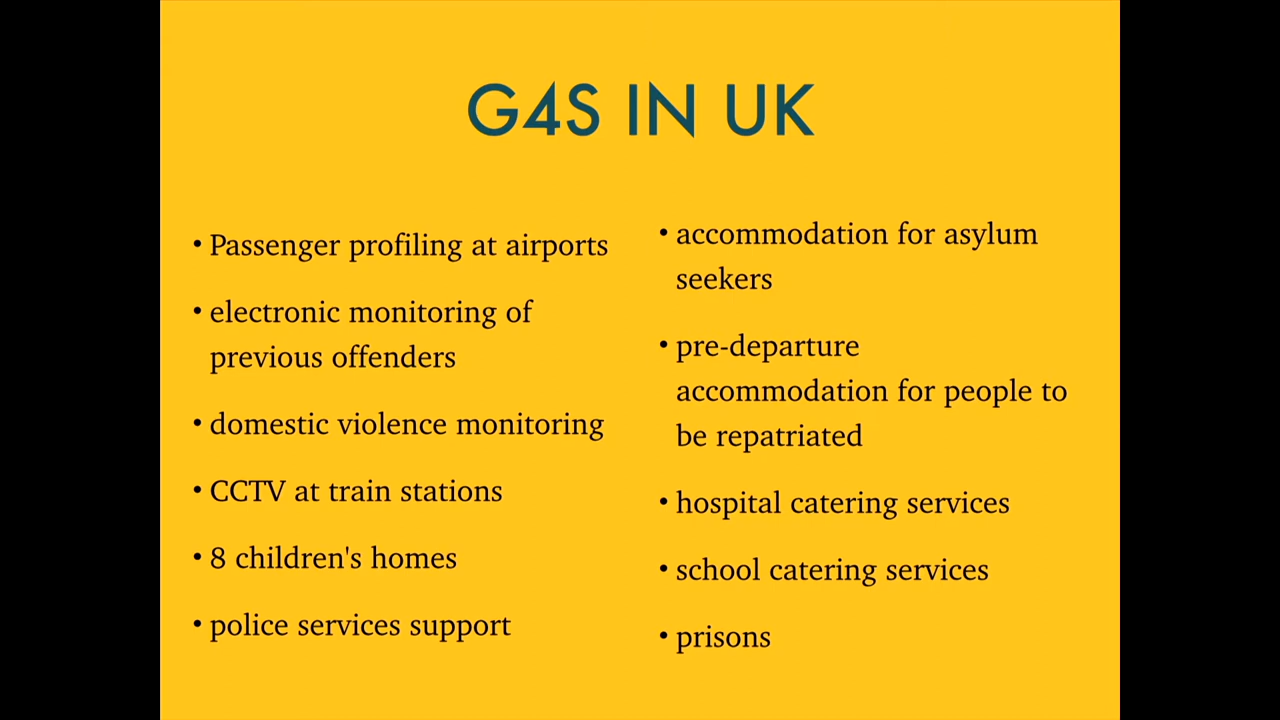 G4S IN UK
• Passenger profiling at airports
• electronic monitoring of
previous offenders
• domestic violence monitoring
• CCTV at train stations
• 8 children's homes
• police services support
• accommodation for asylum
seekers
• pre-departure
accommodation for people to
be repatriated
• hospital catering services
• school catering services
• prisons